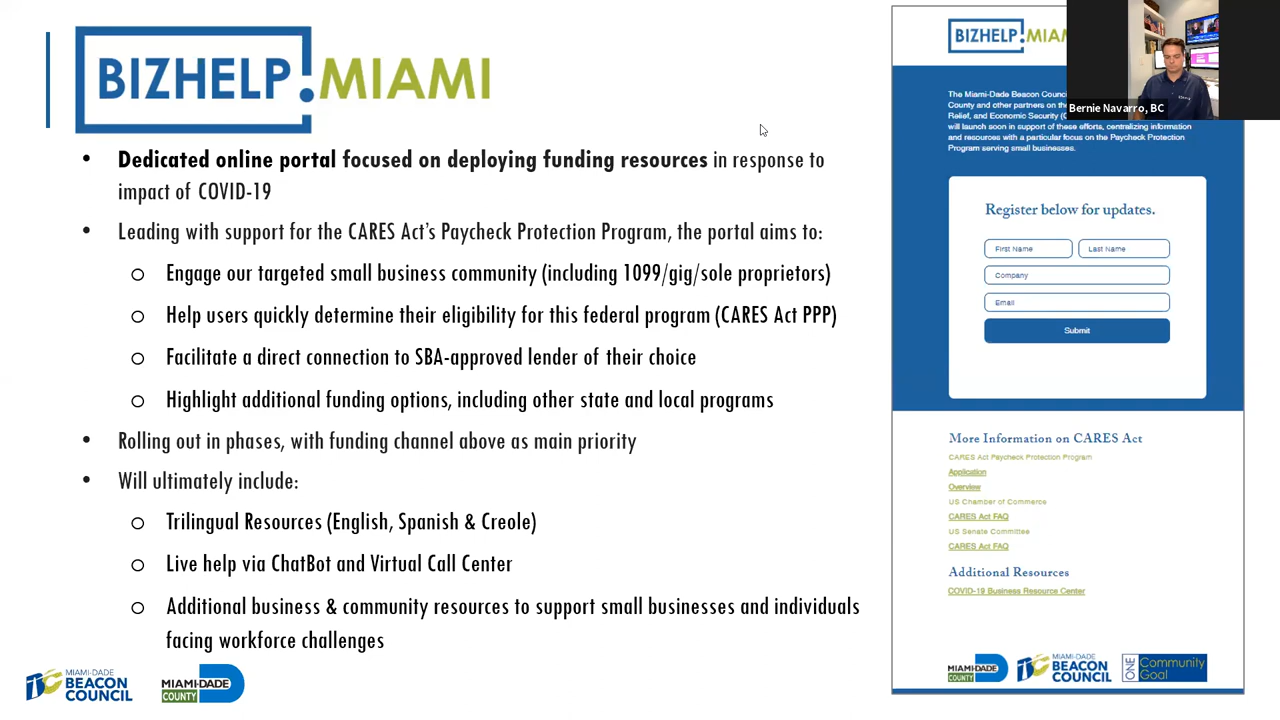 BIZHELP.MIAMI
• Dedicated online portal focused on deploying funding resources in response to
impact of COVID-19
• Leading with support for the CARES Act's Paycheck Protection Program, the portal aims to:
o Engage our targeted small business community (including 1099/gig/sole proprietors)
o Help users quickly determine their eligibility for this federal program (CARES Act PPP)
o Facilitate a direct connection to SBA-approved lender of their choice
o Highlight additional funding options, including other state and local programs
• Rolling out in phases, with funding channel above as main priority
• Will ultimately include:
o Trilingual Resources (English, Spanish & Creole)
o Live help via ChatBot and Virtual Call Center
o Additional business & community resources to support small businesses and individuals
facing workforce challenges
MIAMI-DADE
BEACON
COUNCIL
MIAMI-DADE
COUNTY
BIZHELP.MIAM
Bernie Navarro, BC
The Miami-Dade Beacon Counc
County and other partners on th
Relief, and Economic Security (
will launch soon in support of these efforts, centralizing information
and resources with a particular focus on the Paycheck Protection
Program serving small businesses.
Register below for updates.
First Name
Last Name
Company
Email
Submit
More Information on CARES Act
CARES Act Paycheck Protection Program
Application
Overview
US Chamber of Commerce
CARES Act FAQ
US Senate Committee
CARES Act FAQ
Additional Resources
COVID-19 Business Resource Center
MIAMI-DADE
COUNTY
MIAMI-DADE
BEACON
COUNCIL
ONE
Community
Goal